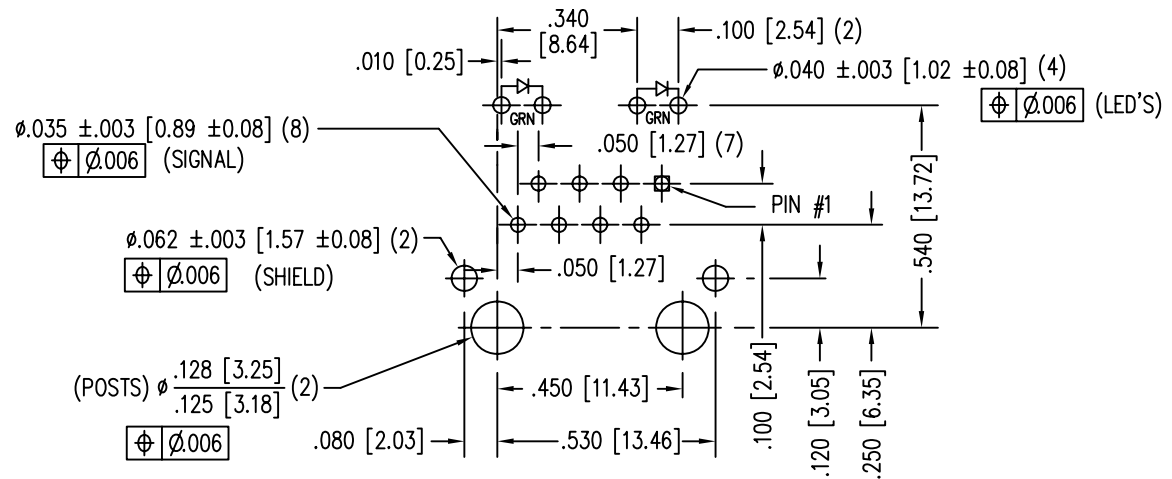 .340
[8.64]
.100 [2.54] (2)
.010 [0.25]
ø.040 ±.003 [1.02 ±0.08] (4)
⌖ Ø.006 (LED'S)
GRN
GRN
ø.035 ±.003 [0.89 ±0.08] (8)
⌖ Ø.006 (SIGNAL)
.050 [1.27] (7)
PIN #1
.540 [13.72]
ø.062 ±.003 [1.57 ±0.08] (2)
⌖ Ø.006 (SHIELD)
.050 [1.27]
(POSTS) ø .128 [3.25]
.125 [3.18] (2)
⌖ Ø.006
.450 [11.43]
.080 [2.03]
.530 [13.46]
.100 [2.54]
.120 [3.05]
.250 [6.35]